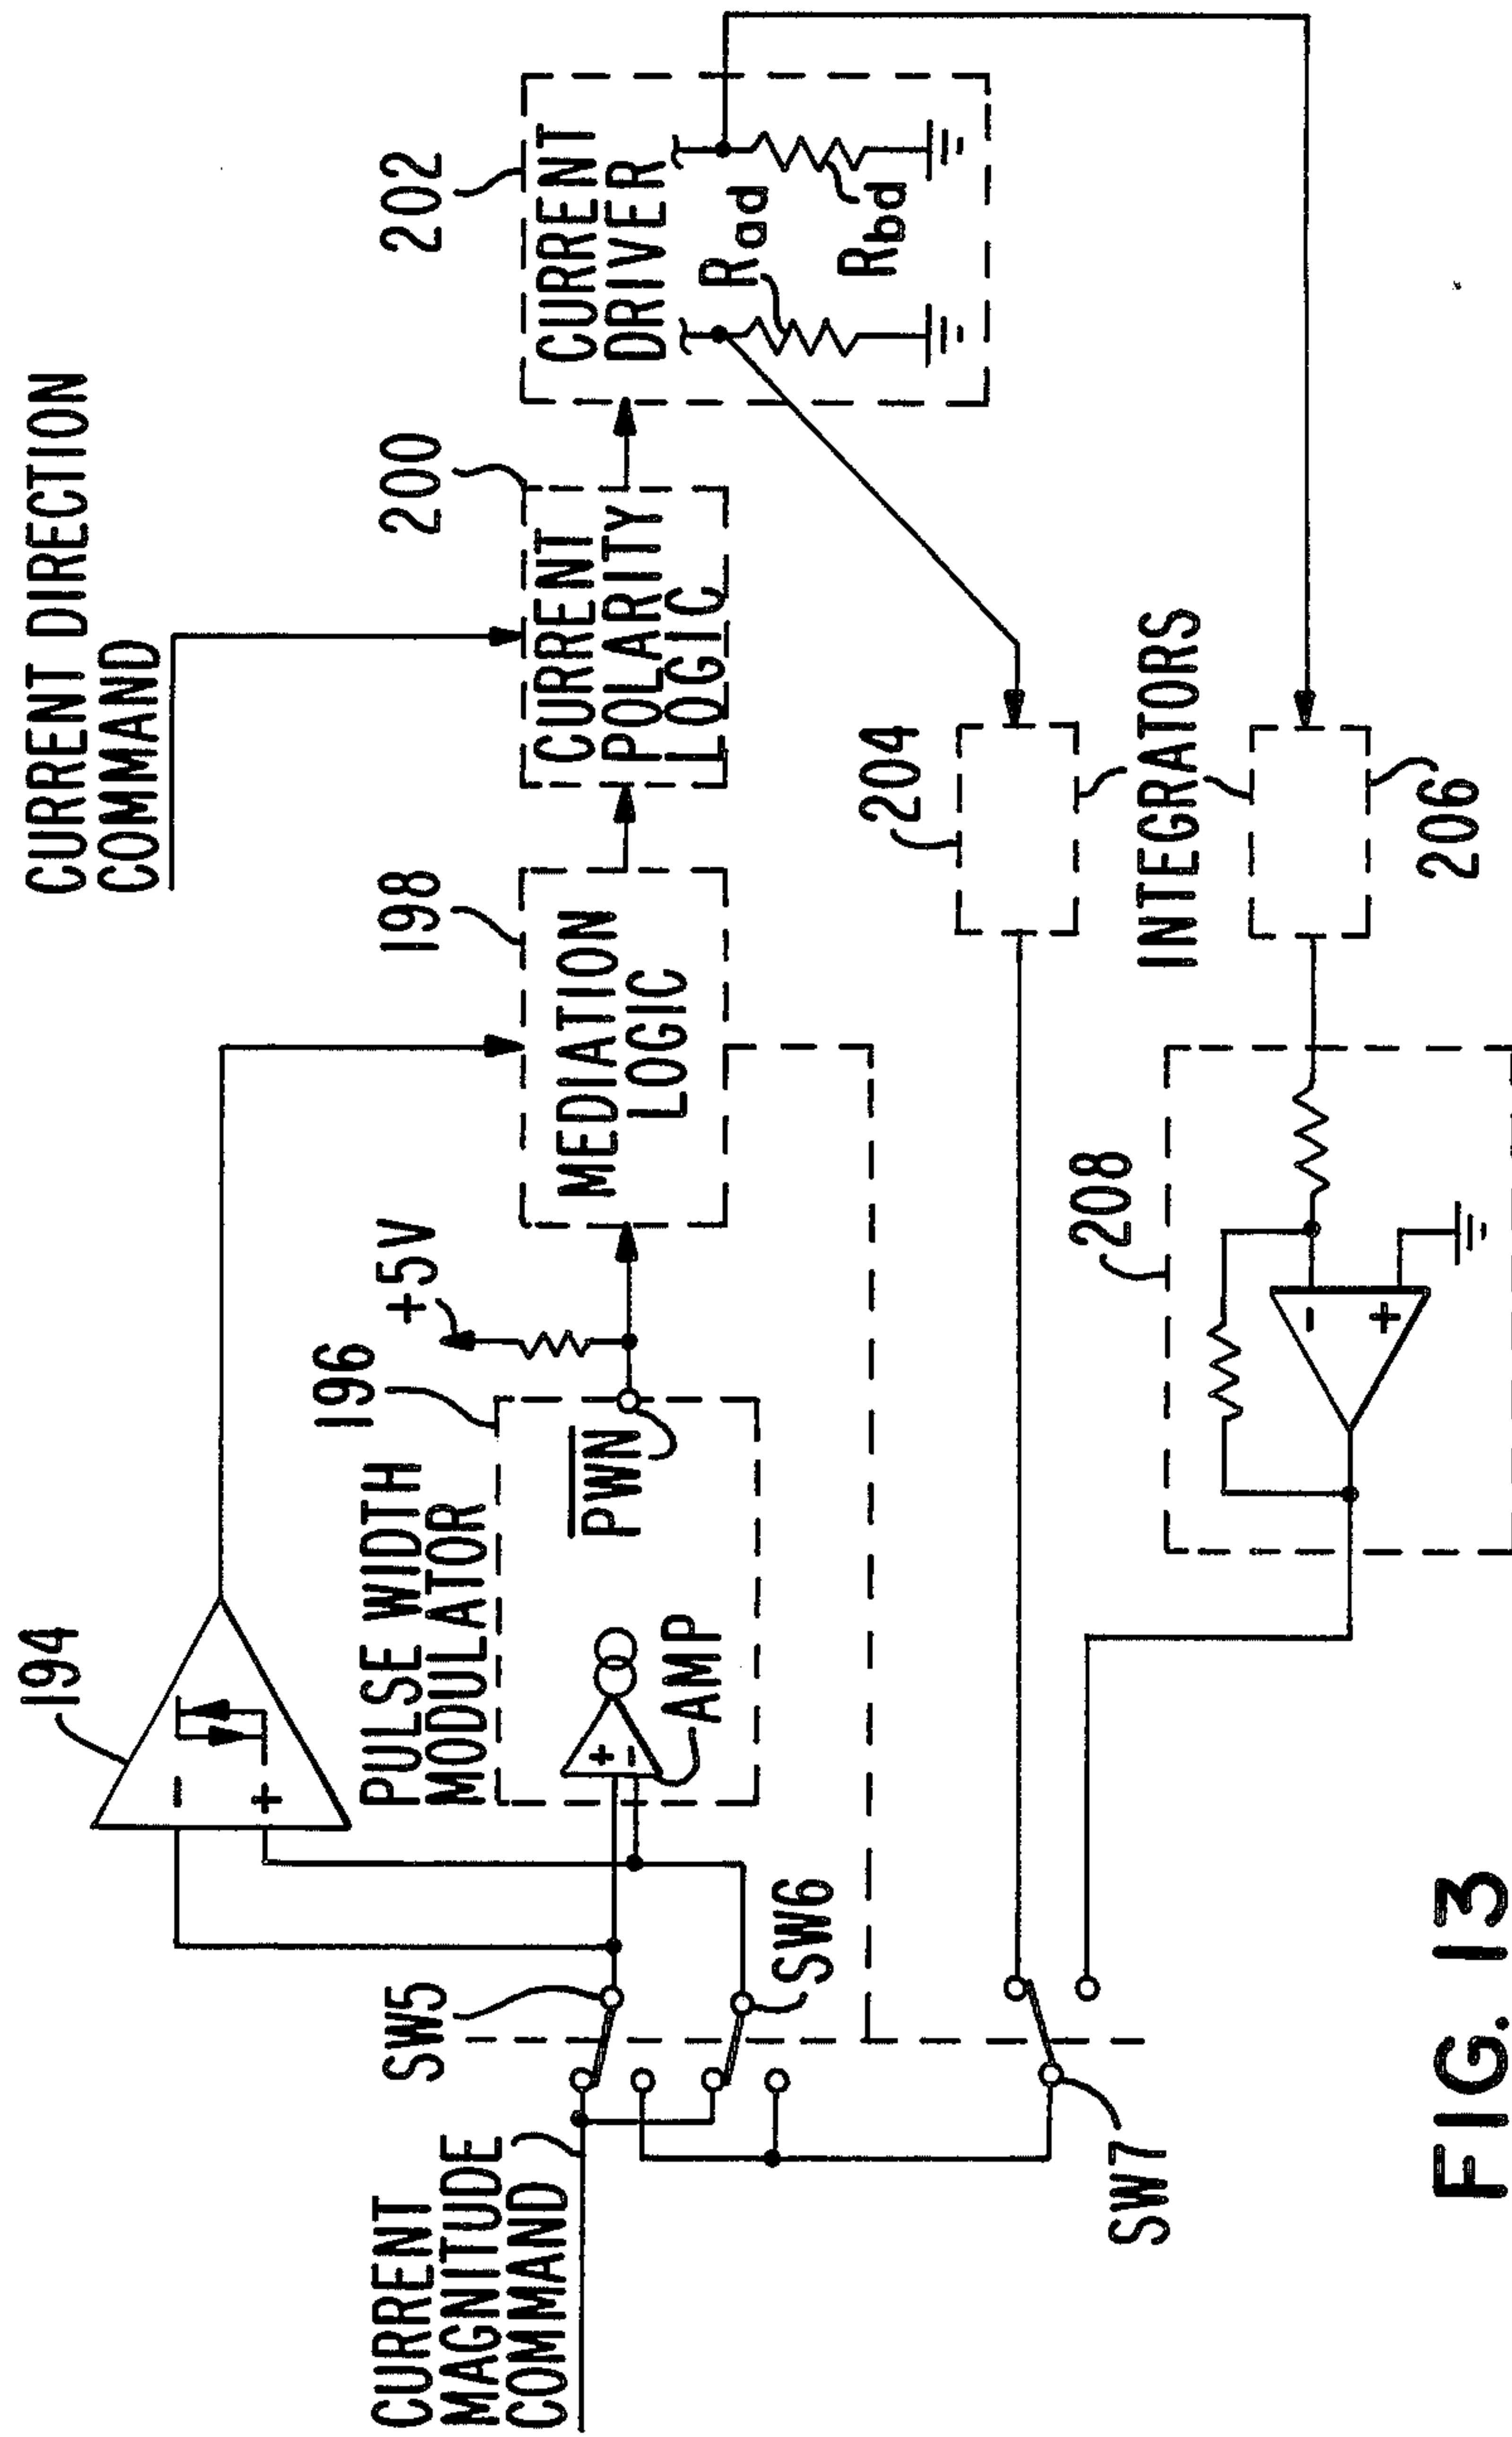 CURRENT DIRECTION
COMMAND
194
196
+5V
198
200
202
PULSE WIDTH
MODULATOR
PWN
AMP
-
+
+
-
MEDIATION
LOGIC
CURRENT
POLARITY
LOGIC
CURRENT
DRIVER
Rad
Rbd
SW5
SW6
CURRENT
MAGNITUDE
COMMAND
SW7
204
INTEGRATORS
206
208
-
+
FIG. 13